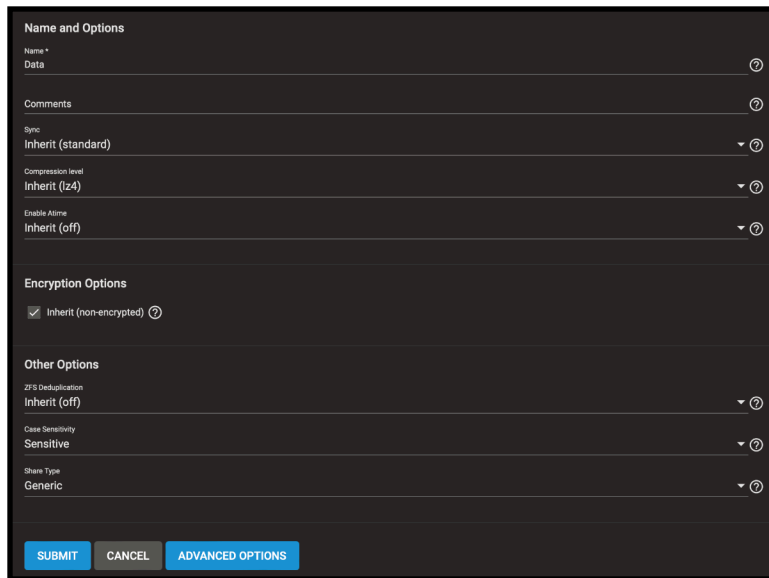 Name and Options
Name *
Data
Comments
Sync
Inherit (standard)
Compression level
Inherit (lz4)
Enable Atime
Inherit (off)
Encryption Options
Inherit (non-encrypted)
Other Options
ZFS Deduplication
Inherit (off)
Case Sensitivity
Sensitive
Share Type
Generic
SUBMIT CANCEL ADVANCED OPTIONS